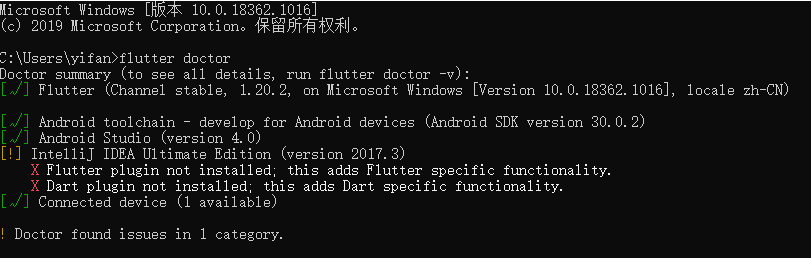 Microsoft Windows [版本 10.0.18362.1016]
(c) 2019 Microsoft Corporation。保留所有权利。
C:\Users\yifan>flutter doctor
Doctor summary (to see all details, run flutter doctor -v):
[√] Flutter (Channel stable, 1.20.2, on Microsoft Windows [Version 10.0.18362.1016], locale zh-CN)
[√] Android toolchain - develop for Android devices (Android SDK version 30.0.2)
[√] Android Studio (version 4.0)
[!] IntelliJ IDEA Ultimate Edition (version 2017.3)
X Flutter plugin not installed; this adds Flutter specific functionality.
X Dart plugin not installed; this adds Dart specific functionality.
[√] Connected device (1 available)
! Doctor found issues in 1 category.